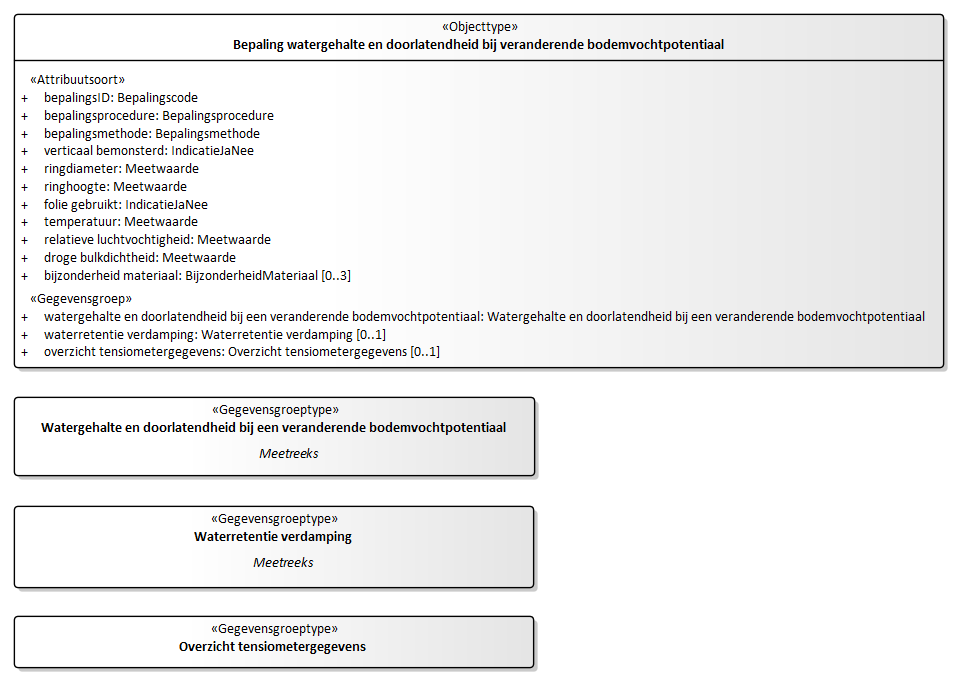 «Objecttype»
Bepaling watergehalte en doorlatendheid bij veranderende bodemvochtpotentiaal
«Attribuutsoort»
+ bepalingsID: Bepalingscode
+ bepalingsprocedure: Bepalingsprocedure
+ bepalingsmethode: Bepalingsmethode
+ verticaal bemonsterd: IndicatieJaNee
+ ringdiameter: Meetwaarde
+ ringhoogte: Meetwaarde
+ folie gebruikt: IndicatieJaNee
+ temperatuur: Meetwaarde
+ relatieve luchtvochtigheid: Meetwaarde
+ droge bulkdichtheid: Meetwaarde
+ bijzonderheid materiaal: BijzonderheidMateriaal [0..3]
«Gegevensgroep»
+ watergehalte en doorlatendheid bij een veranderende bodemvochtpotentiaal: Watergehalte en doorlatendheid bij een veranderende bodemvochtpotentiaal
+ waterretentie verdamping: Waterretentie verdamping [0..1]
+ overzicht tensiometergegevens: Overzicht tensiometergegevens [0..1]
«Gegevensgroeptype»
Watergehalte en doorlatendheid bij een veranderende bodemvochtpotentiaal
Meetreeks
«Gegevensgroeptype»
Waterretentie verdamping
Meetreeks
«Gegevensgroeptype»
Overzicht tensiometergegevens